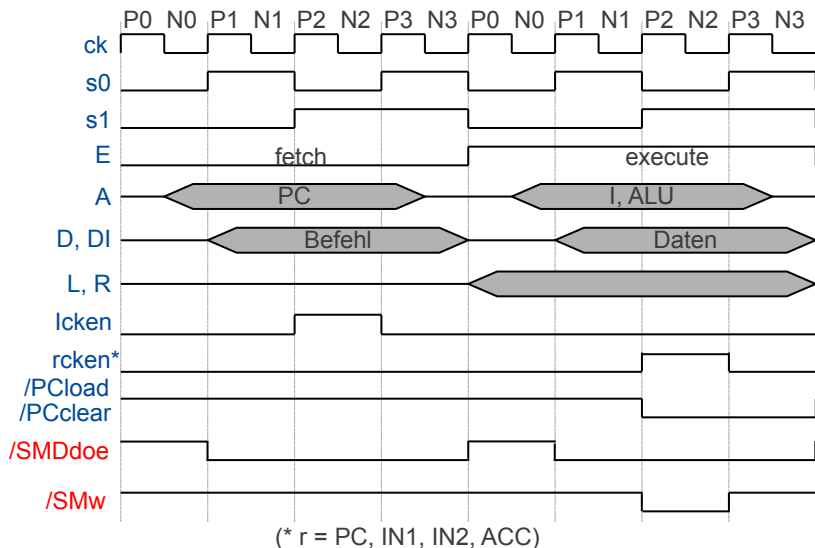 P0 N0 P1 N1 P2 N2 P3 N3 P0 N0 P1 N1 P2 N2 P3 N3
ck
s0
s1
E fetch execute
A PC I, ALU
D, DI Befehl Daten
L, R
Icken
rcken*
/PCload
/PCclear
/SMDdoe
/SMw
(* r = PC, IN1, IN2, ACC)